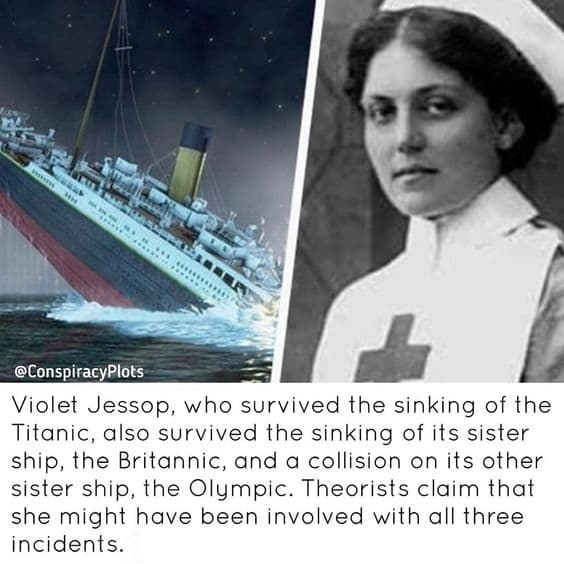 @ConspiracyPlots
Violet Jessop, who survived the sinking of the
Titanic, also survived the sinking of its sister
ship, the Britannic, and a collision on its other
sister ship, the Olympic. Theorists claim that
she might have been involved with all three
incidents.